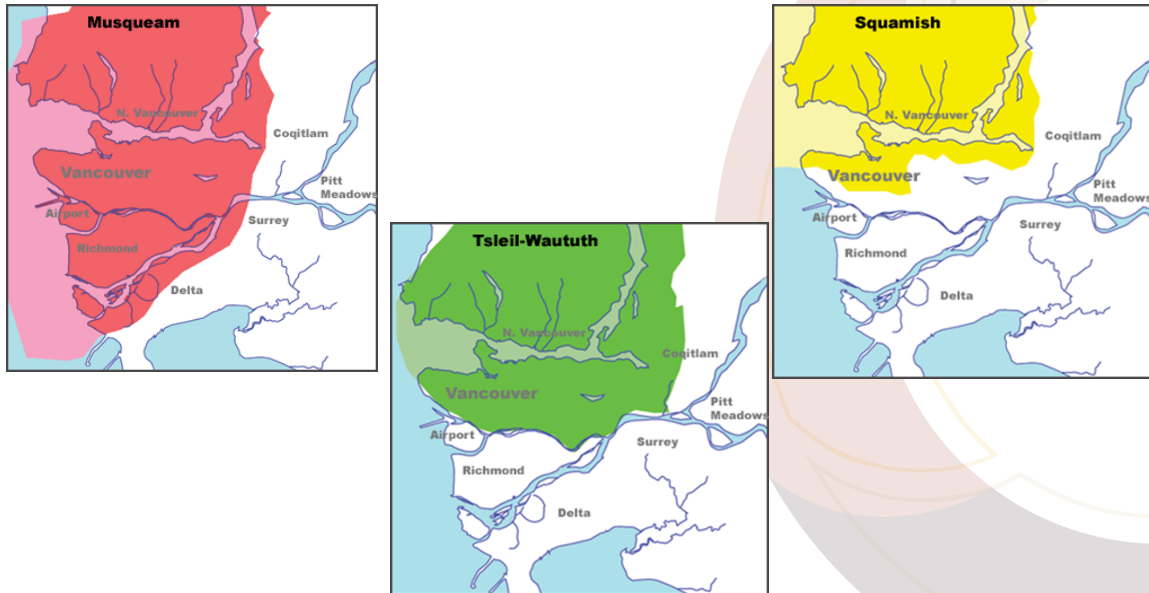 Musqueam
N. Vancouver
Coqitlam
Vancouver
Pitt
Meadows
Airport
Surrey
Richmond
Delta
Tsleil-Waututh
N. Vancouver
Coqitlam
Vancouver
Pitt
Meadows
Airport
Surrey
Richmond
Delta
Squamish
N. Vancouver
Coqitlam
Vancouver
Pitt
Meadows
Airport
Surrey
Richmond
Delta